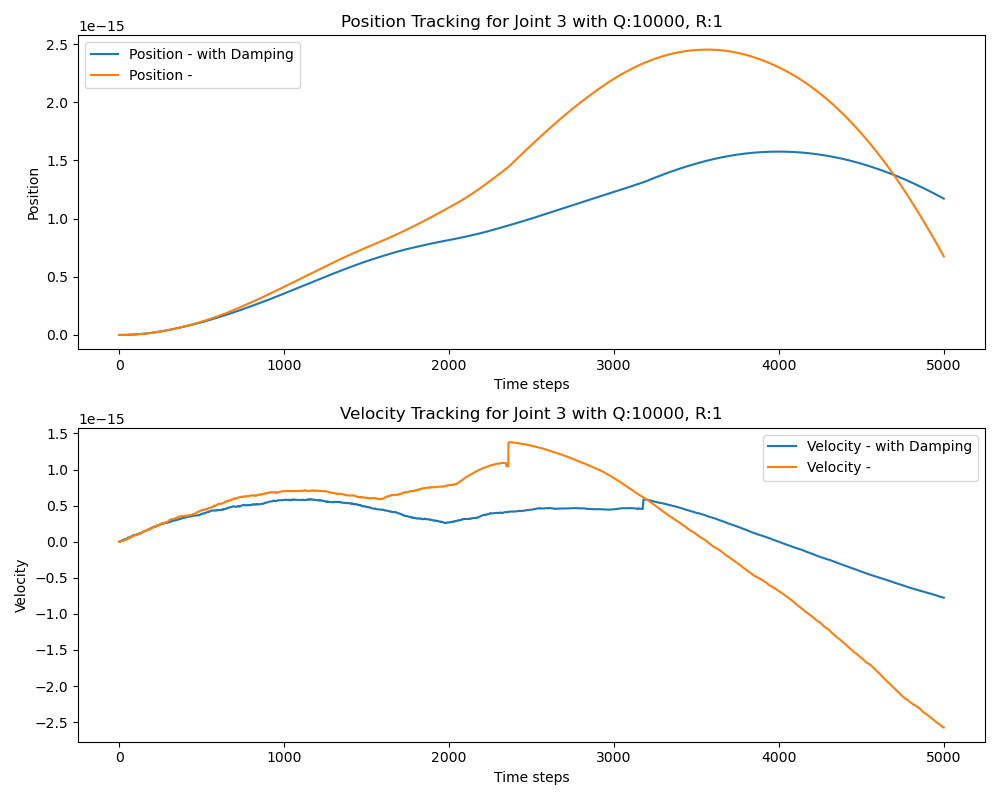 Position Tracking for Joint 3 with Q:10000, R:1
1e−15
Position - with Damping
Position -
2.5
2.0
1.5
1.0
0.5
0.0
Position
0 1000 2000 3000 4000 5000
Time steps
Velocity Tracking for Joint 3 with Q:10000, R:1
1e−15
Velocity - with Damping
Velocity -
1.5
1.0
0.5
0.0
−0.5
−1.0
−1.5
−2.0
−2.5
Velocity
0 1000 2000 3000 4000 5000
Time steps